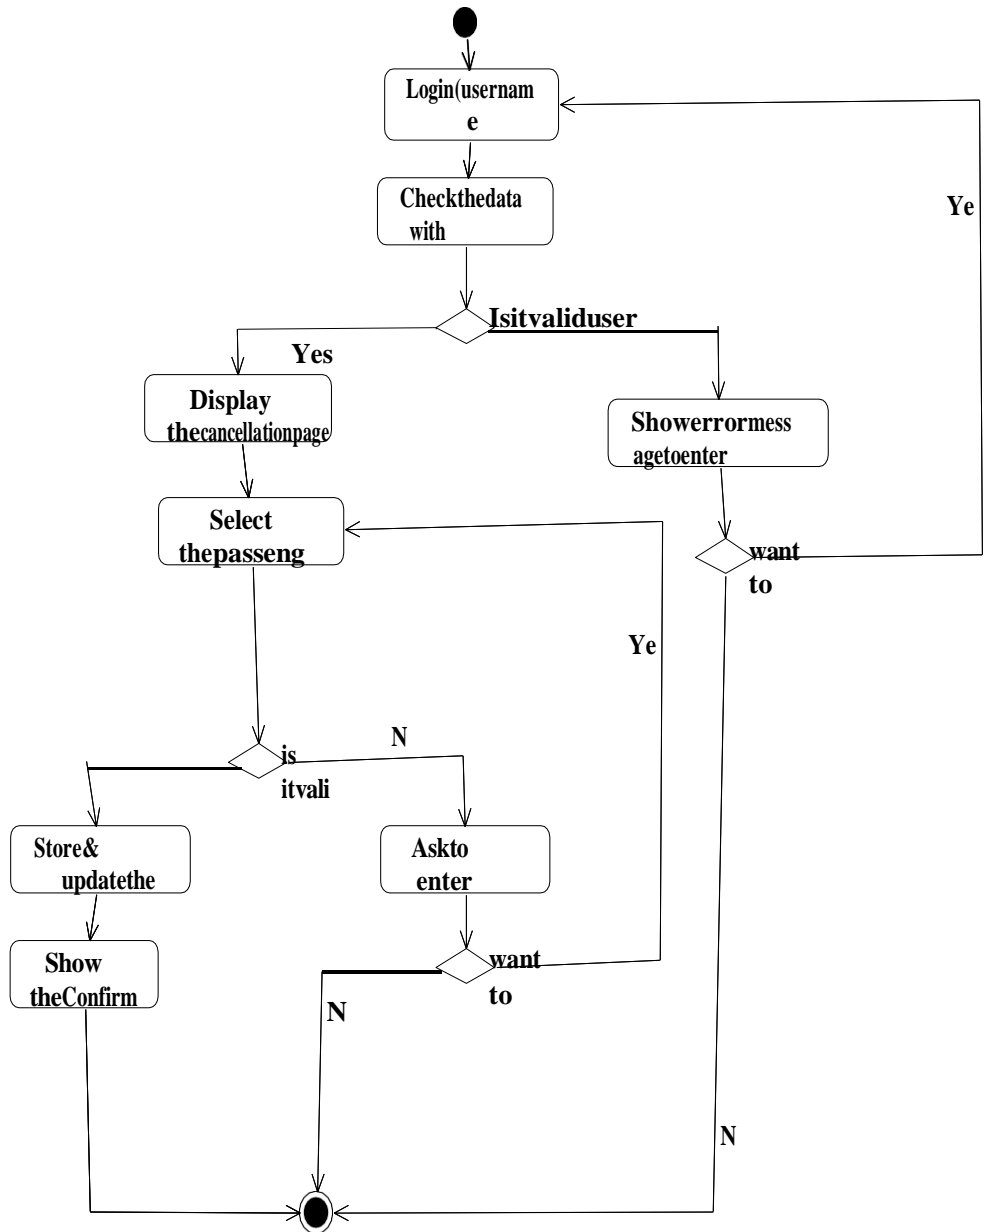 Login(usernam
e
Checkthedata
with
Ye
Isitvaliduser
Yes
Display
thecancellationpage
Showerrormess
agetoenter
Select
thepasseng
want
to
Ye
N
is
itvali
Store&
updatethe
Askto
enter
Show
theConfirm
want
to
N
N